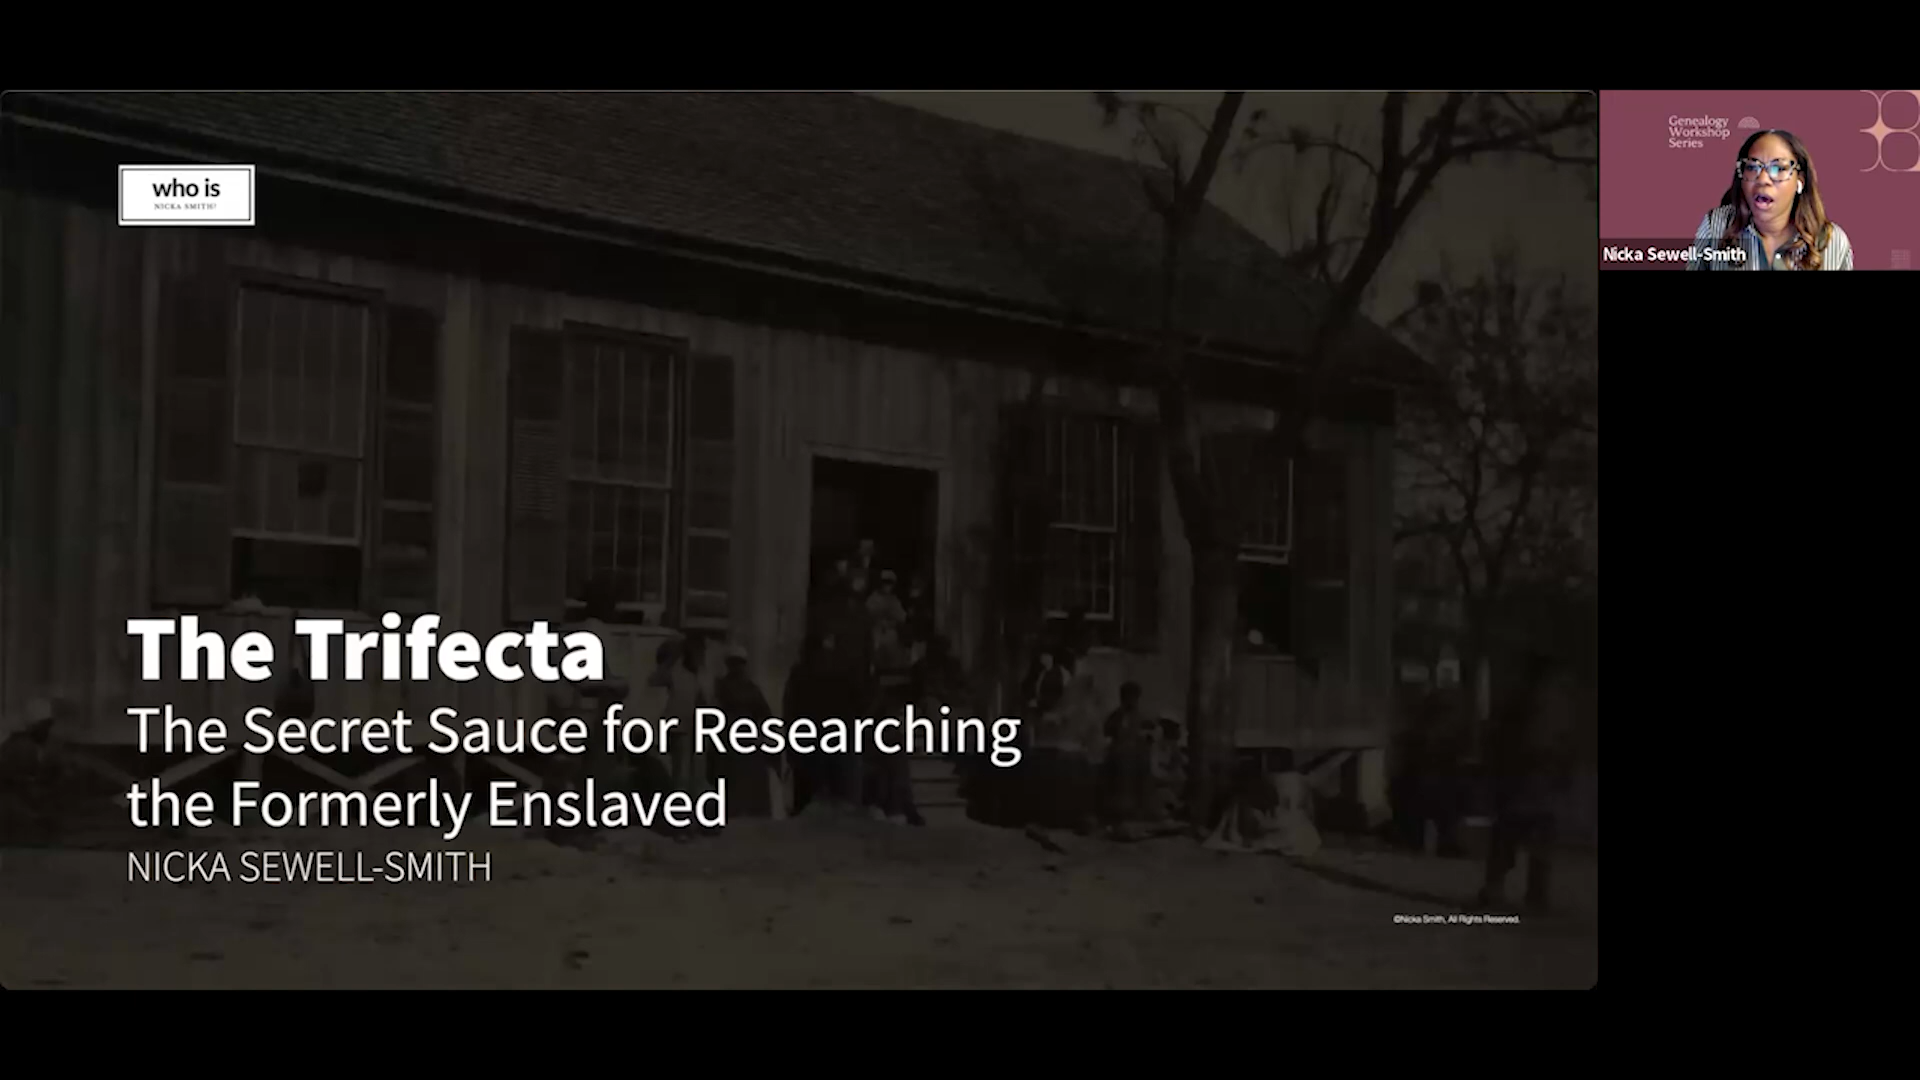 who is
NICKA SMITH?
The Trifecta
The Secret Sauce for Researching
the Formerly Enslaved
NICKA SEWELL-SMITH
©Nicka Smith, All Rights Reserved.
Genealogy
Workshop
Series
Nicka Sewell-Smith